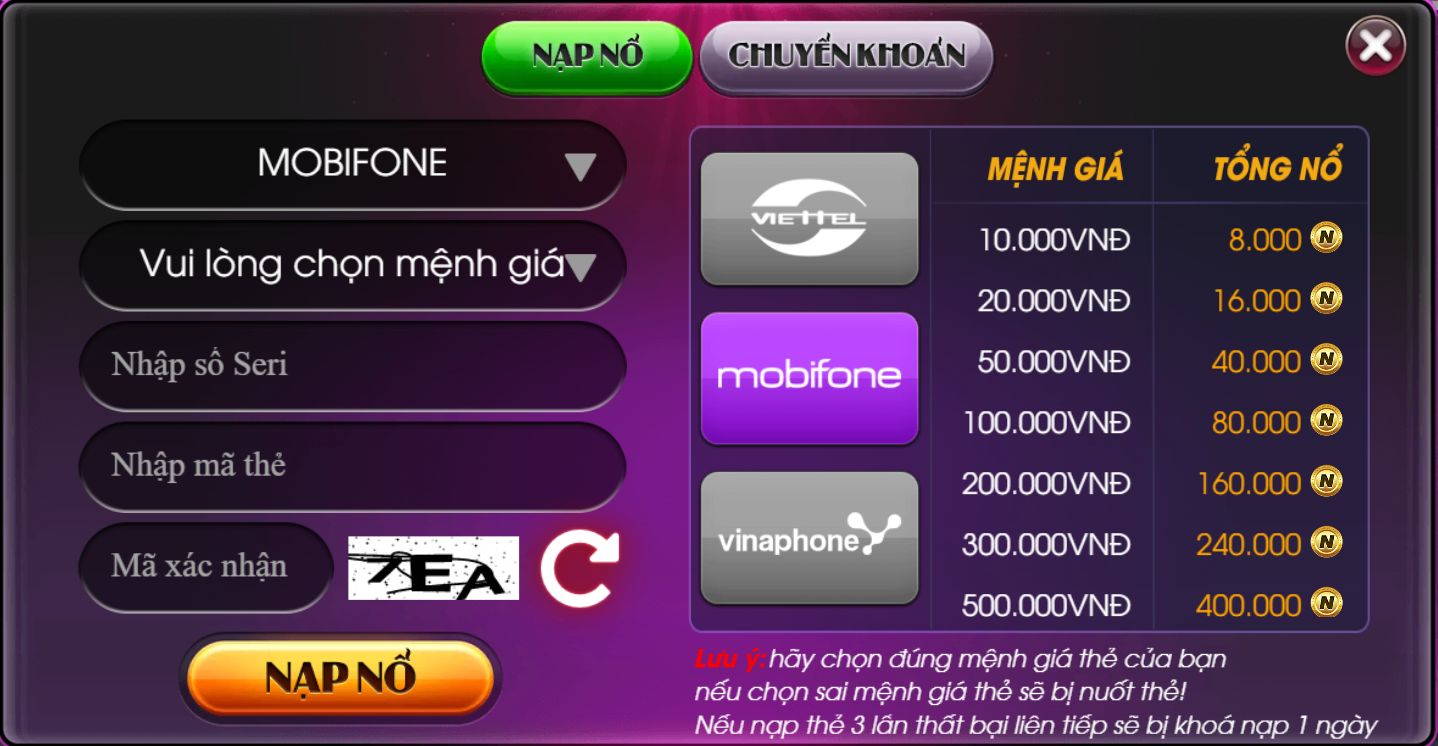 NẠP NỔ
CHUYỂN KHOẢN
MOBIFONE
Vui lòng chọn mệnh giá
Nhập số Seri
Nhập mã thẻ
Mã xác nhận
7EA
NẠP NỔ
VIETTEL
mobifone
vinaphone
MỆNH GIÁ TỔNG NỔ
10.000VNĐ 8.000 N
20.000VNĐ 16.000 N
50.000VNĐ 40.000 N
100.000VNĐ 80.000 N
200.000VNĐ 160.000 N
300.000VNĐ 240.000 N
500.000VNĐ 400.000 N
Lưu ý: hãy chọn đúng mệnh giá thẻ của bạn
nếu chọn sai mệnh giá thẻ sẽ bị nuốt thẻ!
Nếu nạp thẻ 3 lần thất bại liên tiếp sẽ bị khoá nạp 1 ngày